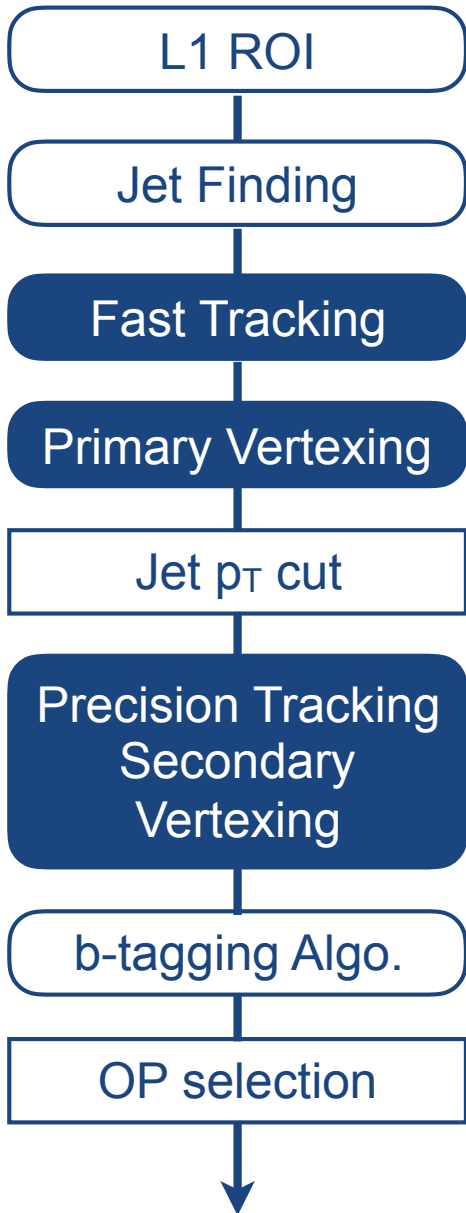 L1 ROI
Jet Finding
Fast Tracking
Primary Vertexing
Jet pT cut
Precision Tracking
Secondary
Vertexing
b-tagging Algo.
OP selection